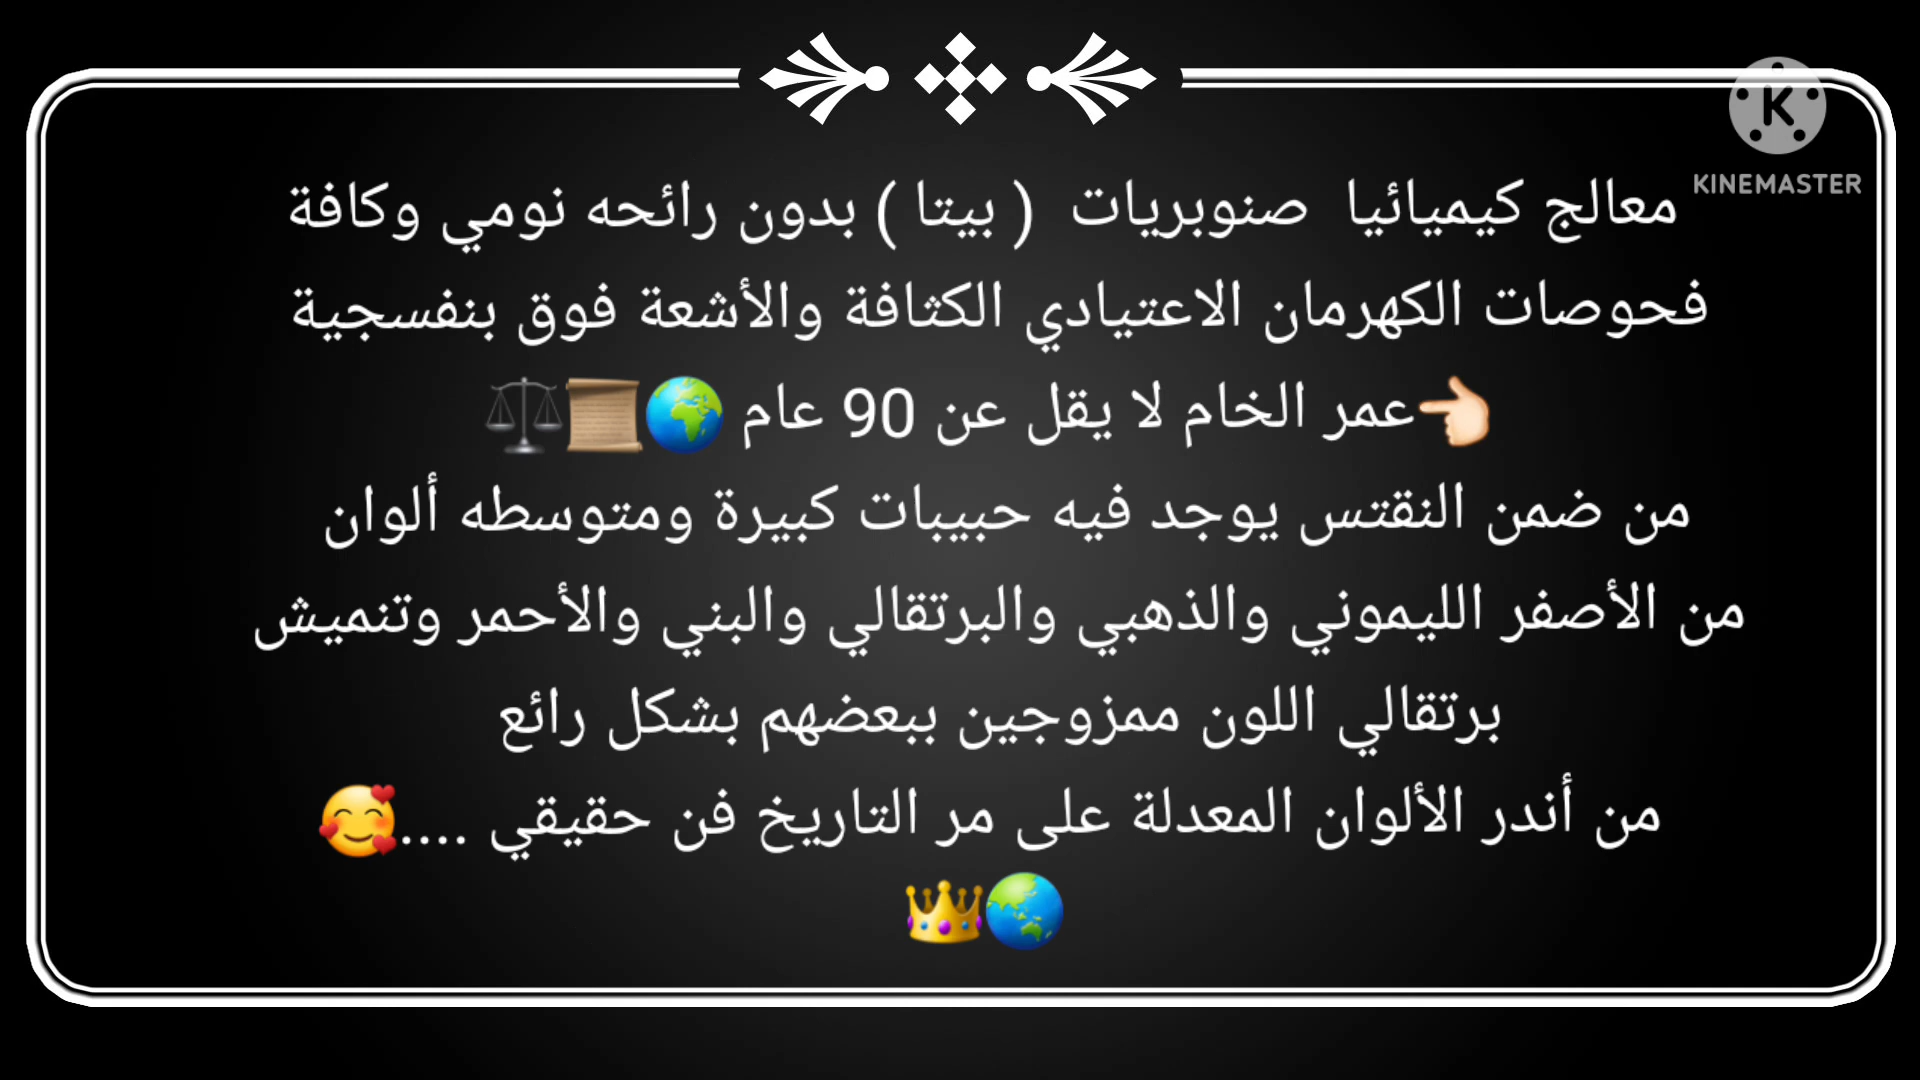 KINEMASTER
معالج كيميائيا صنوبريات ( بيتا ) بدون رائحه نومي وكافة
فحوصات الكهرمان الاعتيادي الكثافة والأشعة فوق بنفسجية
👈🏻عمر الخام لا يقل عن 90 عام 🌍📜⚖️
من ضمن النقتس يوجد فيه حبيبات كبيرة ومتوسطه ألوان
من الأصفر الليموني والذهبي والبرتقالي والبني والأحمر وتنميش
برتقالي اللون ممزوجين ببعضهم بشكل رائع
من أندر الألوان المعدلة على مر التاريخ فن حقيقي ....🥰
🌏👑